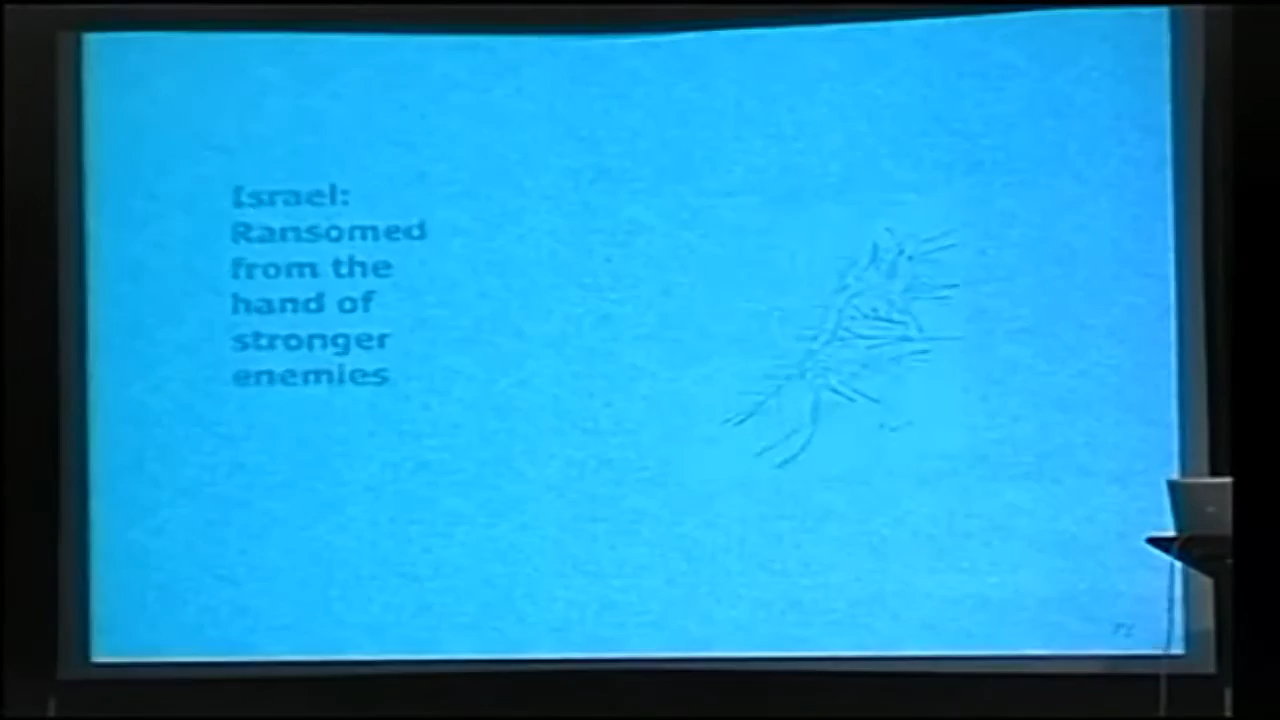 Israel:
Ransomed
from the
hand of
stronger
enemies